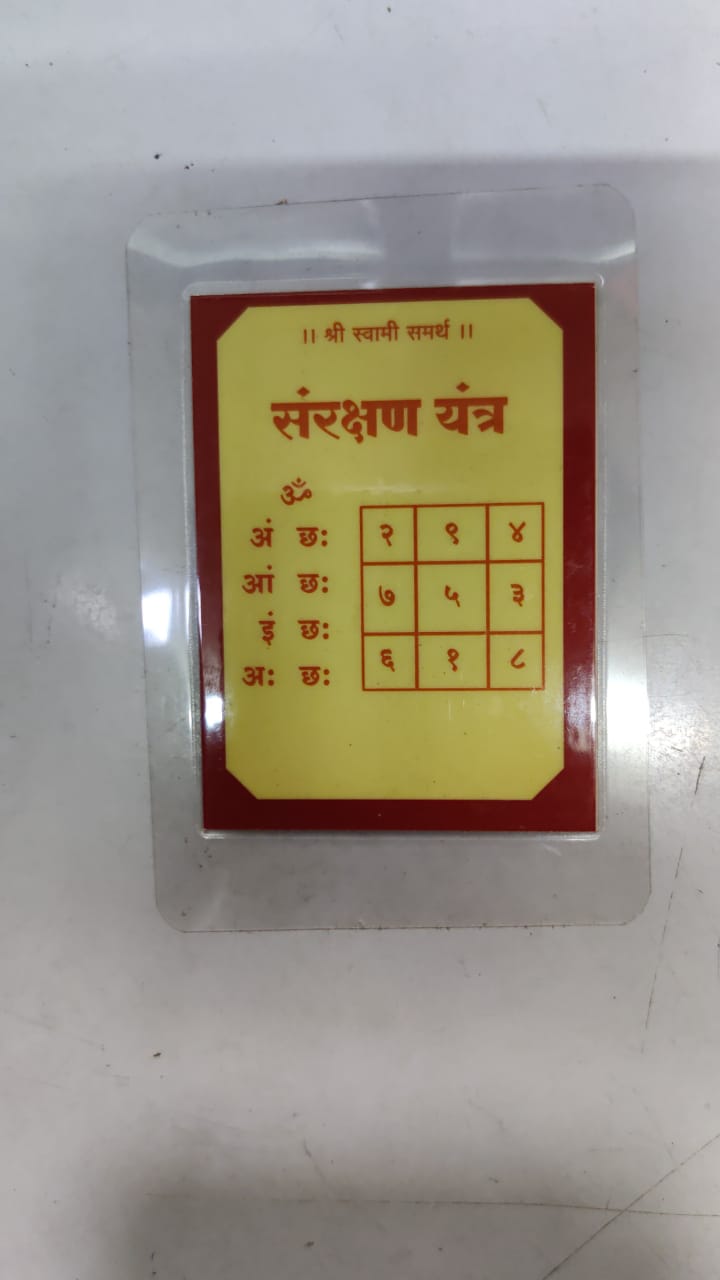 ।। श्री स्वामी समर्थ ।।
संरक्षण यंत्र
ॐ
अं छः २ ९ ४
आं छः ७ ५ ३
इं छः
अः छः ६ १ ८